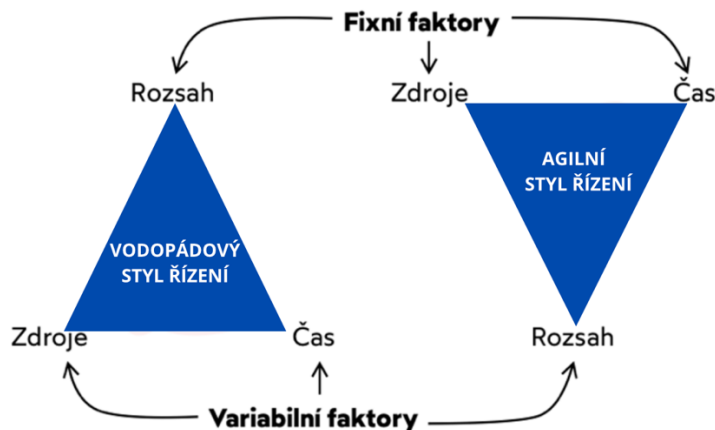 Fixní faktory
Rozsah
Zdroje
Čas
AGILNÍ
STYL ŘÍZENÍ
VODOPÁDOVÝ
STYL ŘÍZENÍ
Zdroje
Čas
Rozsah
Variabilní faktory